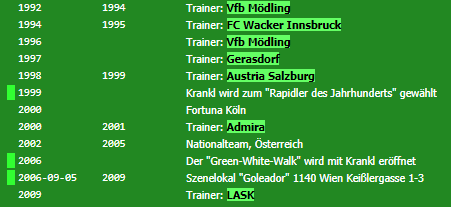 1992 1994 Trainer: Vfb Mödling
1994 1995 Trainer: FC Wacker Innsbruck
1996 Trainer: Vfb Mödling
1997 Trainer: Gerasdorf
1998 1999 Trainer: Austria Salzburg
1999 Krankl wird zum "Rapidler des Jahrhunderts" gewählt
2000 Fortuna Köln
2000 2001 Trainer: Admira
2002 2005 Nationalteam, Österreich
2006 Der "Green-White-Walk" wird mit Krankl eröffnet
2006-09-05 2009 Szenelokal "Goleador" 1140 Wien Keißlergasse 1-3
2009 Trainer: LASK